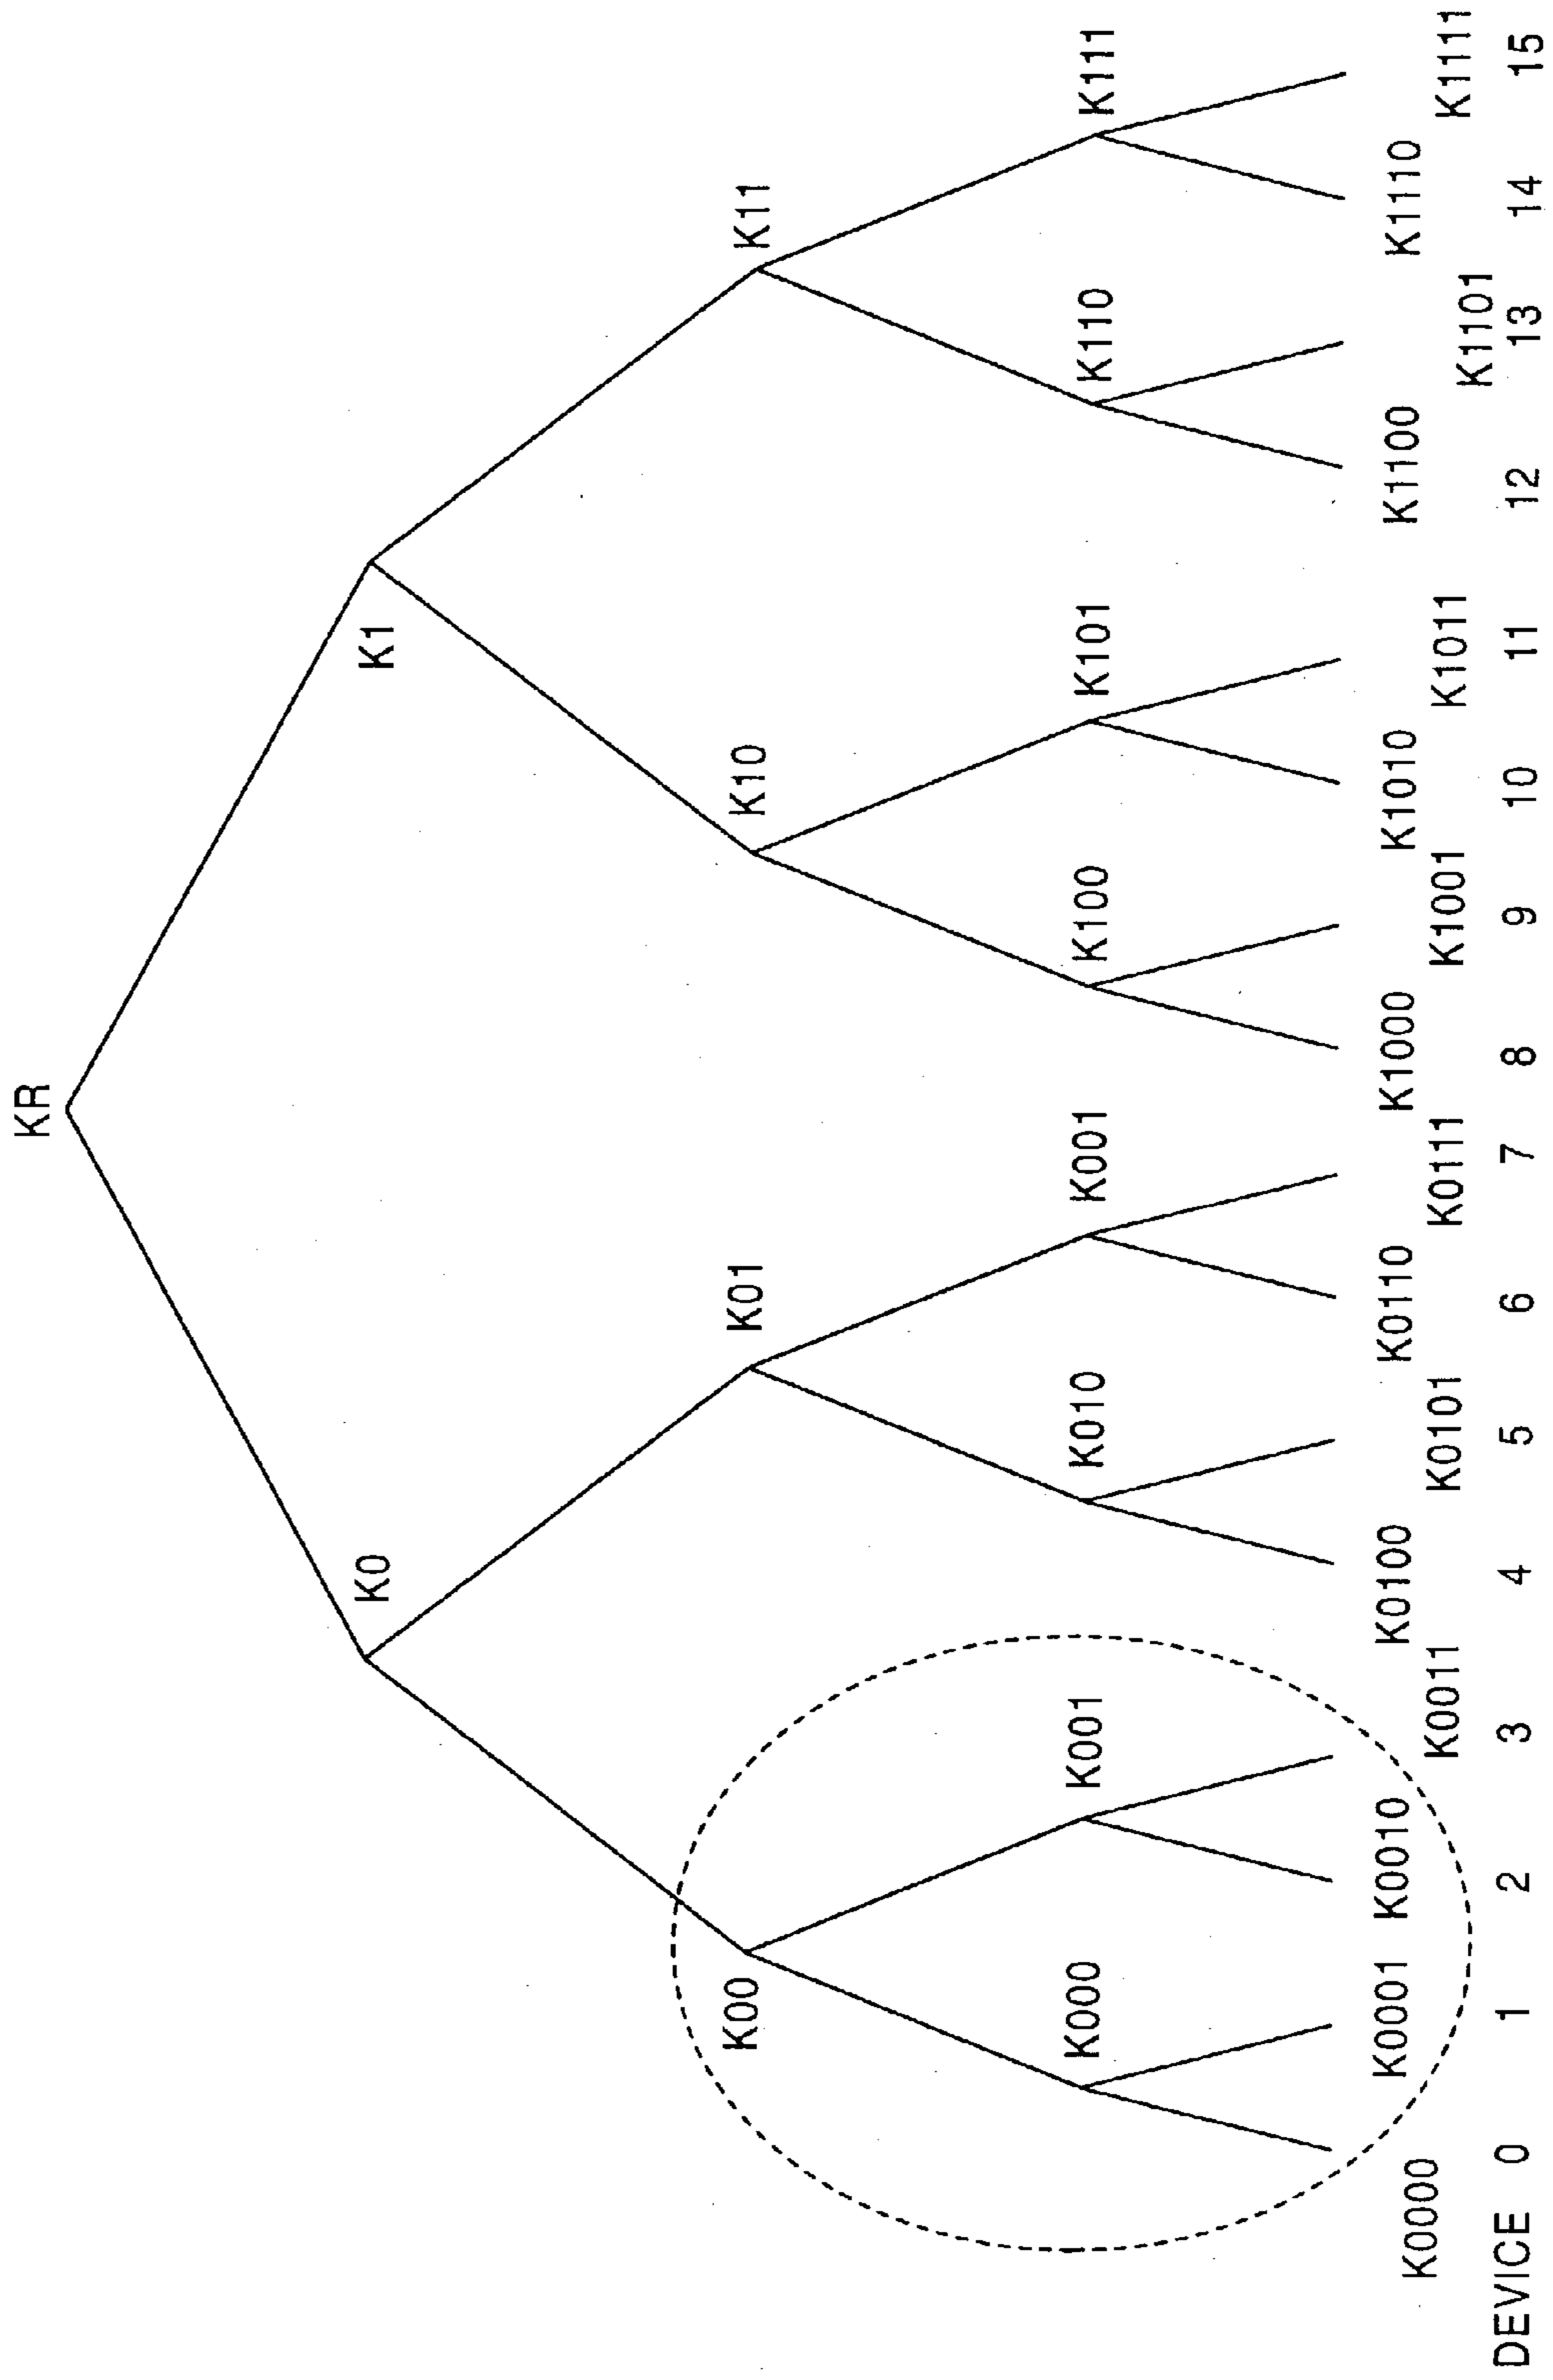 KR
K0
K1
K00
K01
K10
K11
K000
K001
K010
K001
K100
K101
K110
K111
K0000
K0001
K0010
K0011
K0100
K0101
K0110
K0111
K1000
K1001
K1010
K1011
K1100
K1101
K1110
K1111
DEVICE 0 1 2 3 4 5 6 7 8 9 10 11 12 13 14 15